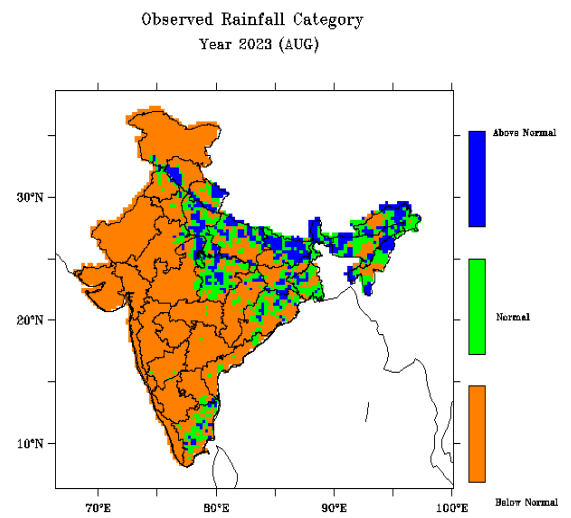 Observed Rainfall Category
Year 2023 (AUG)
Above Normal
30°N
Normal
20°N
10°N
Below Normal
70°E 80°E 90°E 100°E